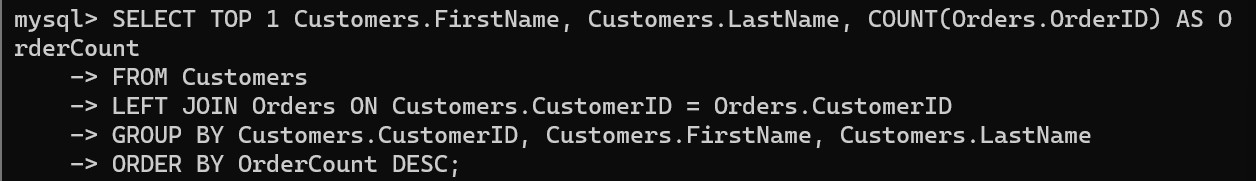 mysql> SELECT TOP 1 Customers.FirstName, Customers.LastName, COUNT(Orders.OrderID) AS O
rderCount
    -> FROM Customers
    -> LEFT JOIN Orders ON Customers.CustomerID = Orders.CustomerID
    -> GROUP BY Customers.CustomerID, Customers.FirstName, Customers.LastName
    -> ORDER BY OrderCount DESC;